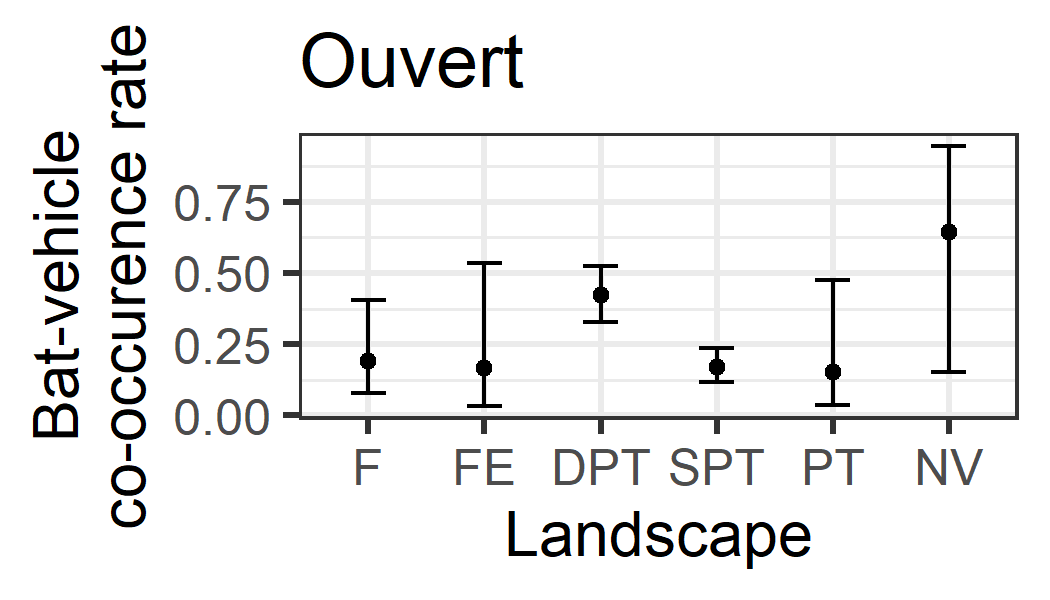 Ouvert
Bat-vehicle
co-occurence rate
0.75
0.50
0.25
0.00
F FE DPT SPT PT NV
Landscape